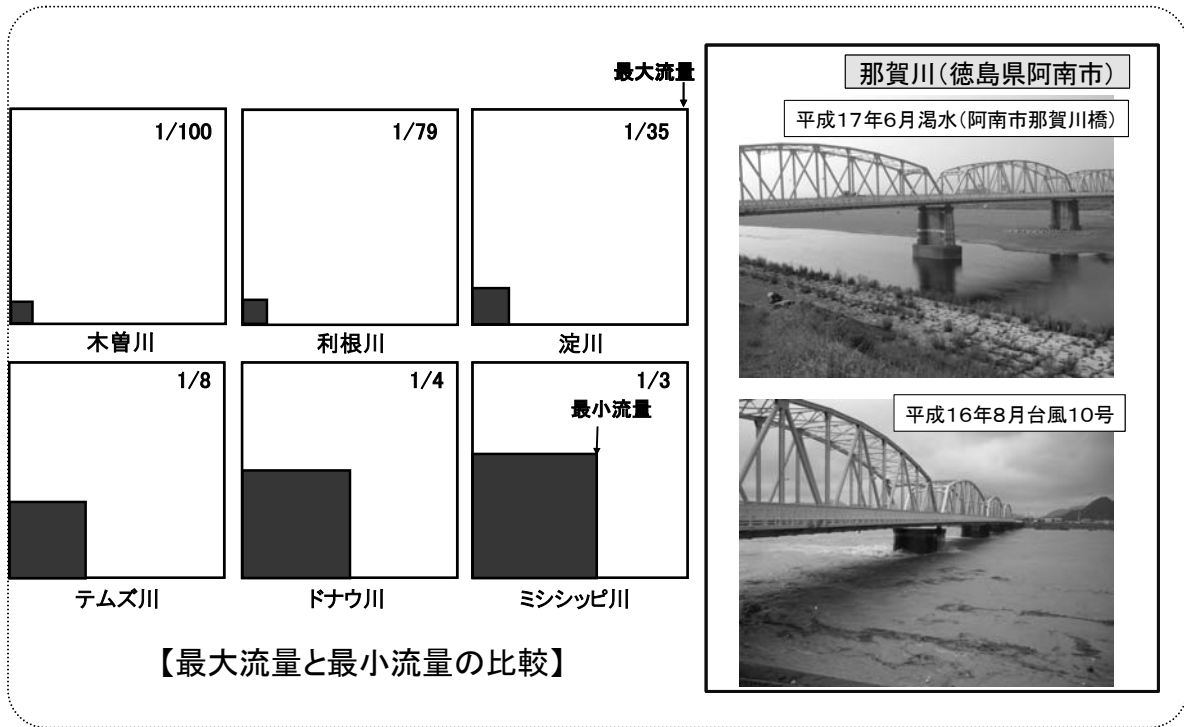 最大流量
1/100
1/79
1/35
木曽川
利根川
淀川
1/8
1/4
1/3
最小流量
テムズ川
ドナウ川
ミシシッピ川
【最大流量と最小流量の比較】
那賀川(徳島県阿南市)
平成17年6月渇水(阿南市那賀川橋)
平成16年8月台風10号